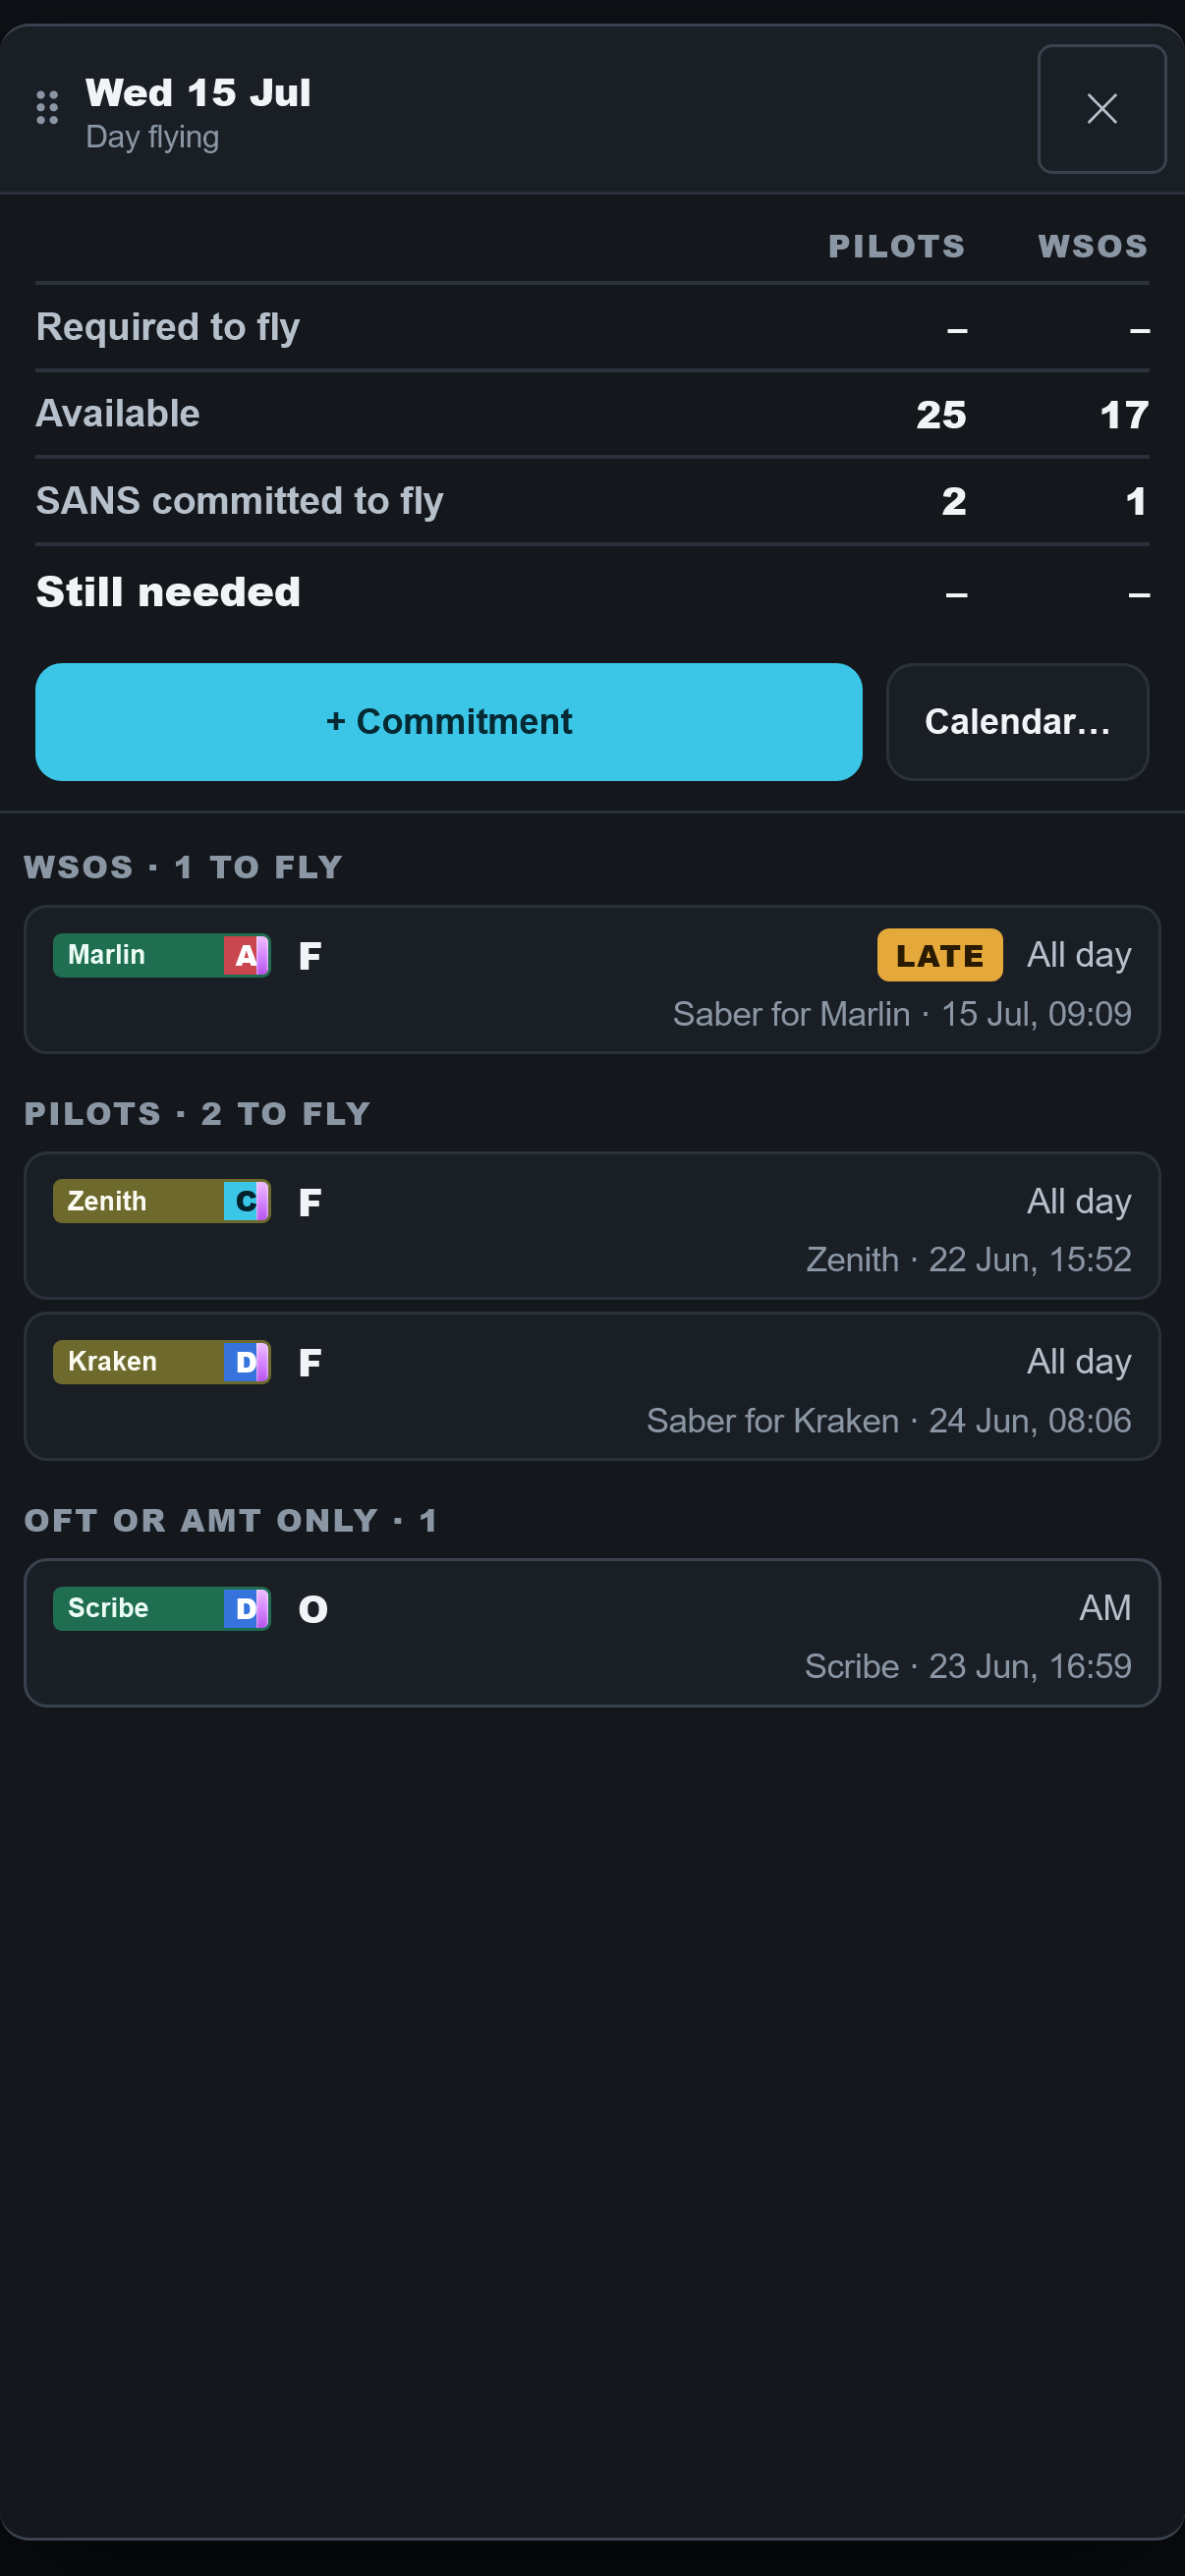 Wed 15 Jul
Day flying
PILOTS WSOS
Required to fly – –
Available 25 17
SANS committed to fly 2 1
Still needed – –
+ Commitment Calendar...
WSOS · 1 TO FLY
Marlin A F LATE All day
Saber for Marlin · 15 Jul, 09:09
PILOTS · 2 TO FLY
Zenith C F All day
Zenith · 22 Jun, 15:52
Kraken D F All day
Saber for Kraken · 24 Jun, 08:06
OFT OR AMT ONLY · 1
Scribe D O AM
Scribe · 23 Jun, 16:59